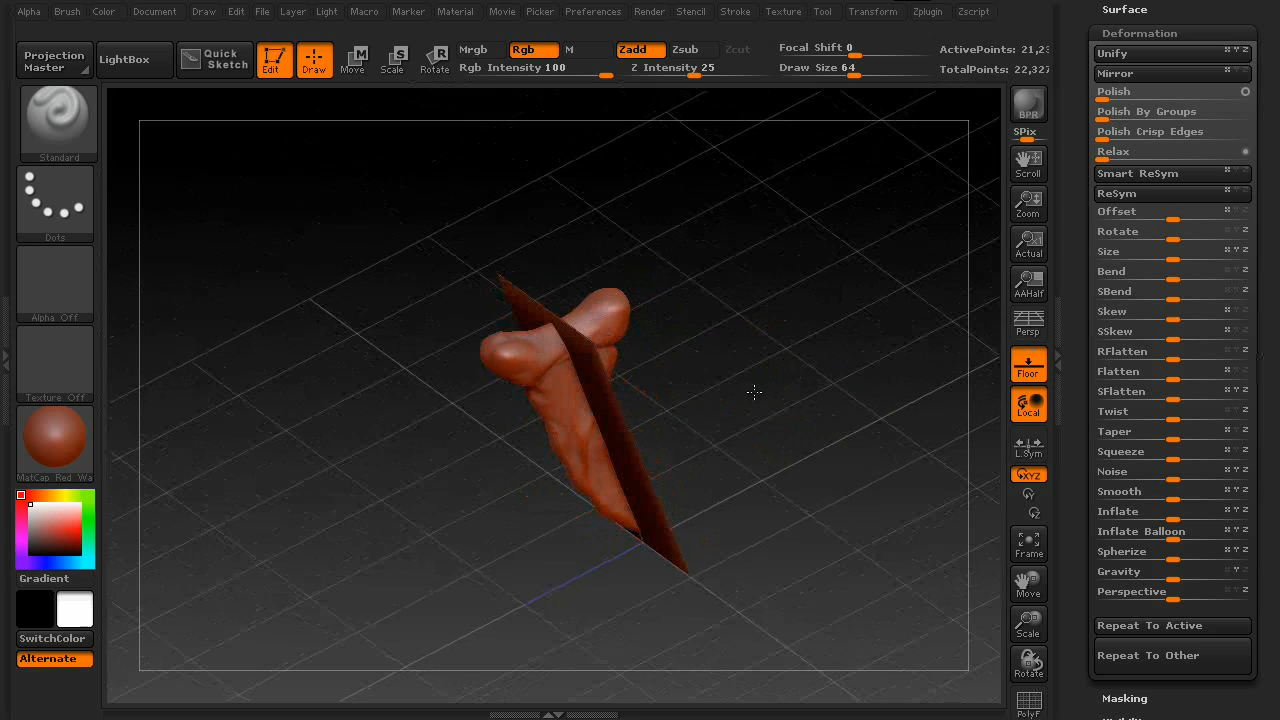 Alpha Brush Color Document Draw Edit File Layer Light Macro Marker Material Movie Picker Preferences Render Stencil Stroke Texture Tool Transform Zplugin Zscript
Projection Master
LightBox
Quick Sketch
Edit
Draw
Move
Scale
Rotate
Mrgb Rgb M Zadd Zsub Zcut
Rgb Intensity 100 Z Intensity 25
Focal Shift 0
Draw Size 64
ActivePoints: 21,2
TotalPoints: 22,327
Standard
Dots
Alpha Off
Texture Off
MatCap Red Wa
Gradient
SwitchColor
Alternate
BPR
SPix
Scroll
Zoom
Actual
AAHalf
Persp
Floor
Local
L.Sym
XYZ
Y
Z
Frame
Move
Scale
Rotate
PolyF
Surface
Deformation
Unify X Y Z
Mirror X Y Z
Polish
Polish By Groups
Polish Crisp Edges
Relax
Smart ReSym X Y Z
ReSym X Y Z
Offset X Y Z
Rotate X Y Z
Size X Y Z
Bend X Y Z
SBend X Y Z
Skew X Y Z
SSkew X Y Z
RFlatten X Y Z
Flatten X Y Z
SFlatten X Y Z
Twist X Y Z
Taper X Y Z
Squeeze X Y Z
Noise X Y Z
Smooth X Y Z
Inflate X Y Z
Inflate Balloon X Y Z
Spherize X Y Z
Gravity X Y Z
Perspective X Y Z
Repeat To Active
Repeat To Other
Masking